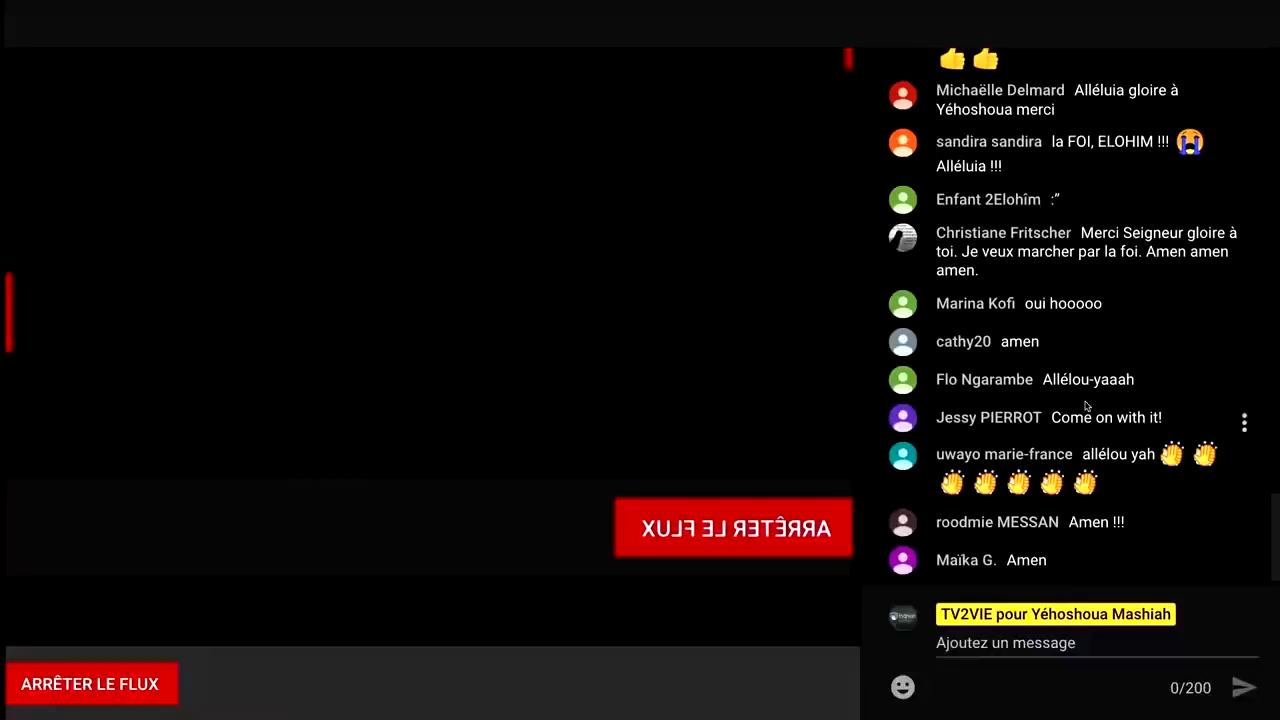 Michaëlle Delmard Alléluia gloire à
Yéhoshoua merci
sandira sandira la FOI, ELOHIM !!! 😭
Alléluia !!!
Enfant 2Elohîm :”
Christiane Fritscher Merci Seigneur gloire à
toi. Je veux marcher par la foi. Amen amen
amen.
Marina Kofi oui hooooo
cathy20 amen
Flo Ngarambe Allélou-yaaah
Jessy PIERROT Come on with it!
uwayo marie-france allélou yah 👏 👏
👏 👏 👏 👏 👏
roodmie MESSAN Amen !!!
Maïka G. Amen
TV2VIE pour Yéhoshoua Mashiah
Ajoutez un message
0/200
ARRÊTER LE FLUX
ARRÊTER LE FLUX